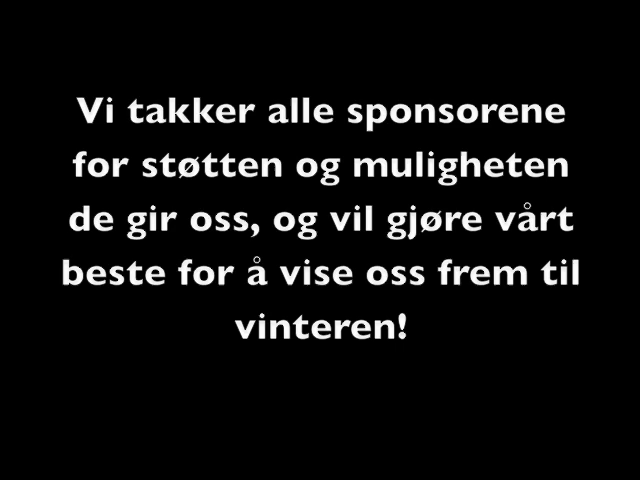 Vi takker alle sponsorene
for støtten og muligheten
de gir oss, og vil gjøre vårt
beste for å vise oss frem til
vinteren!